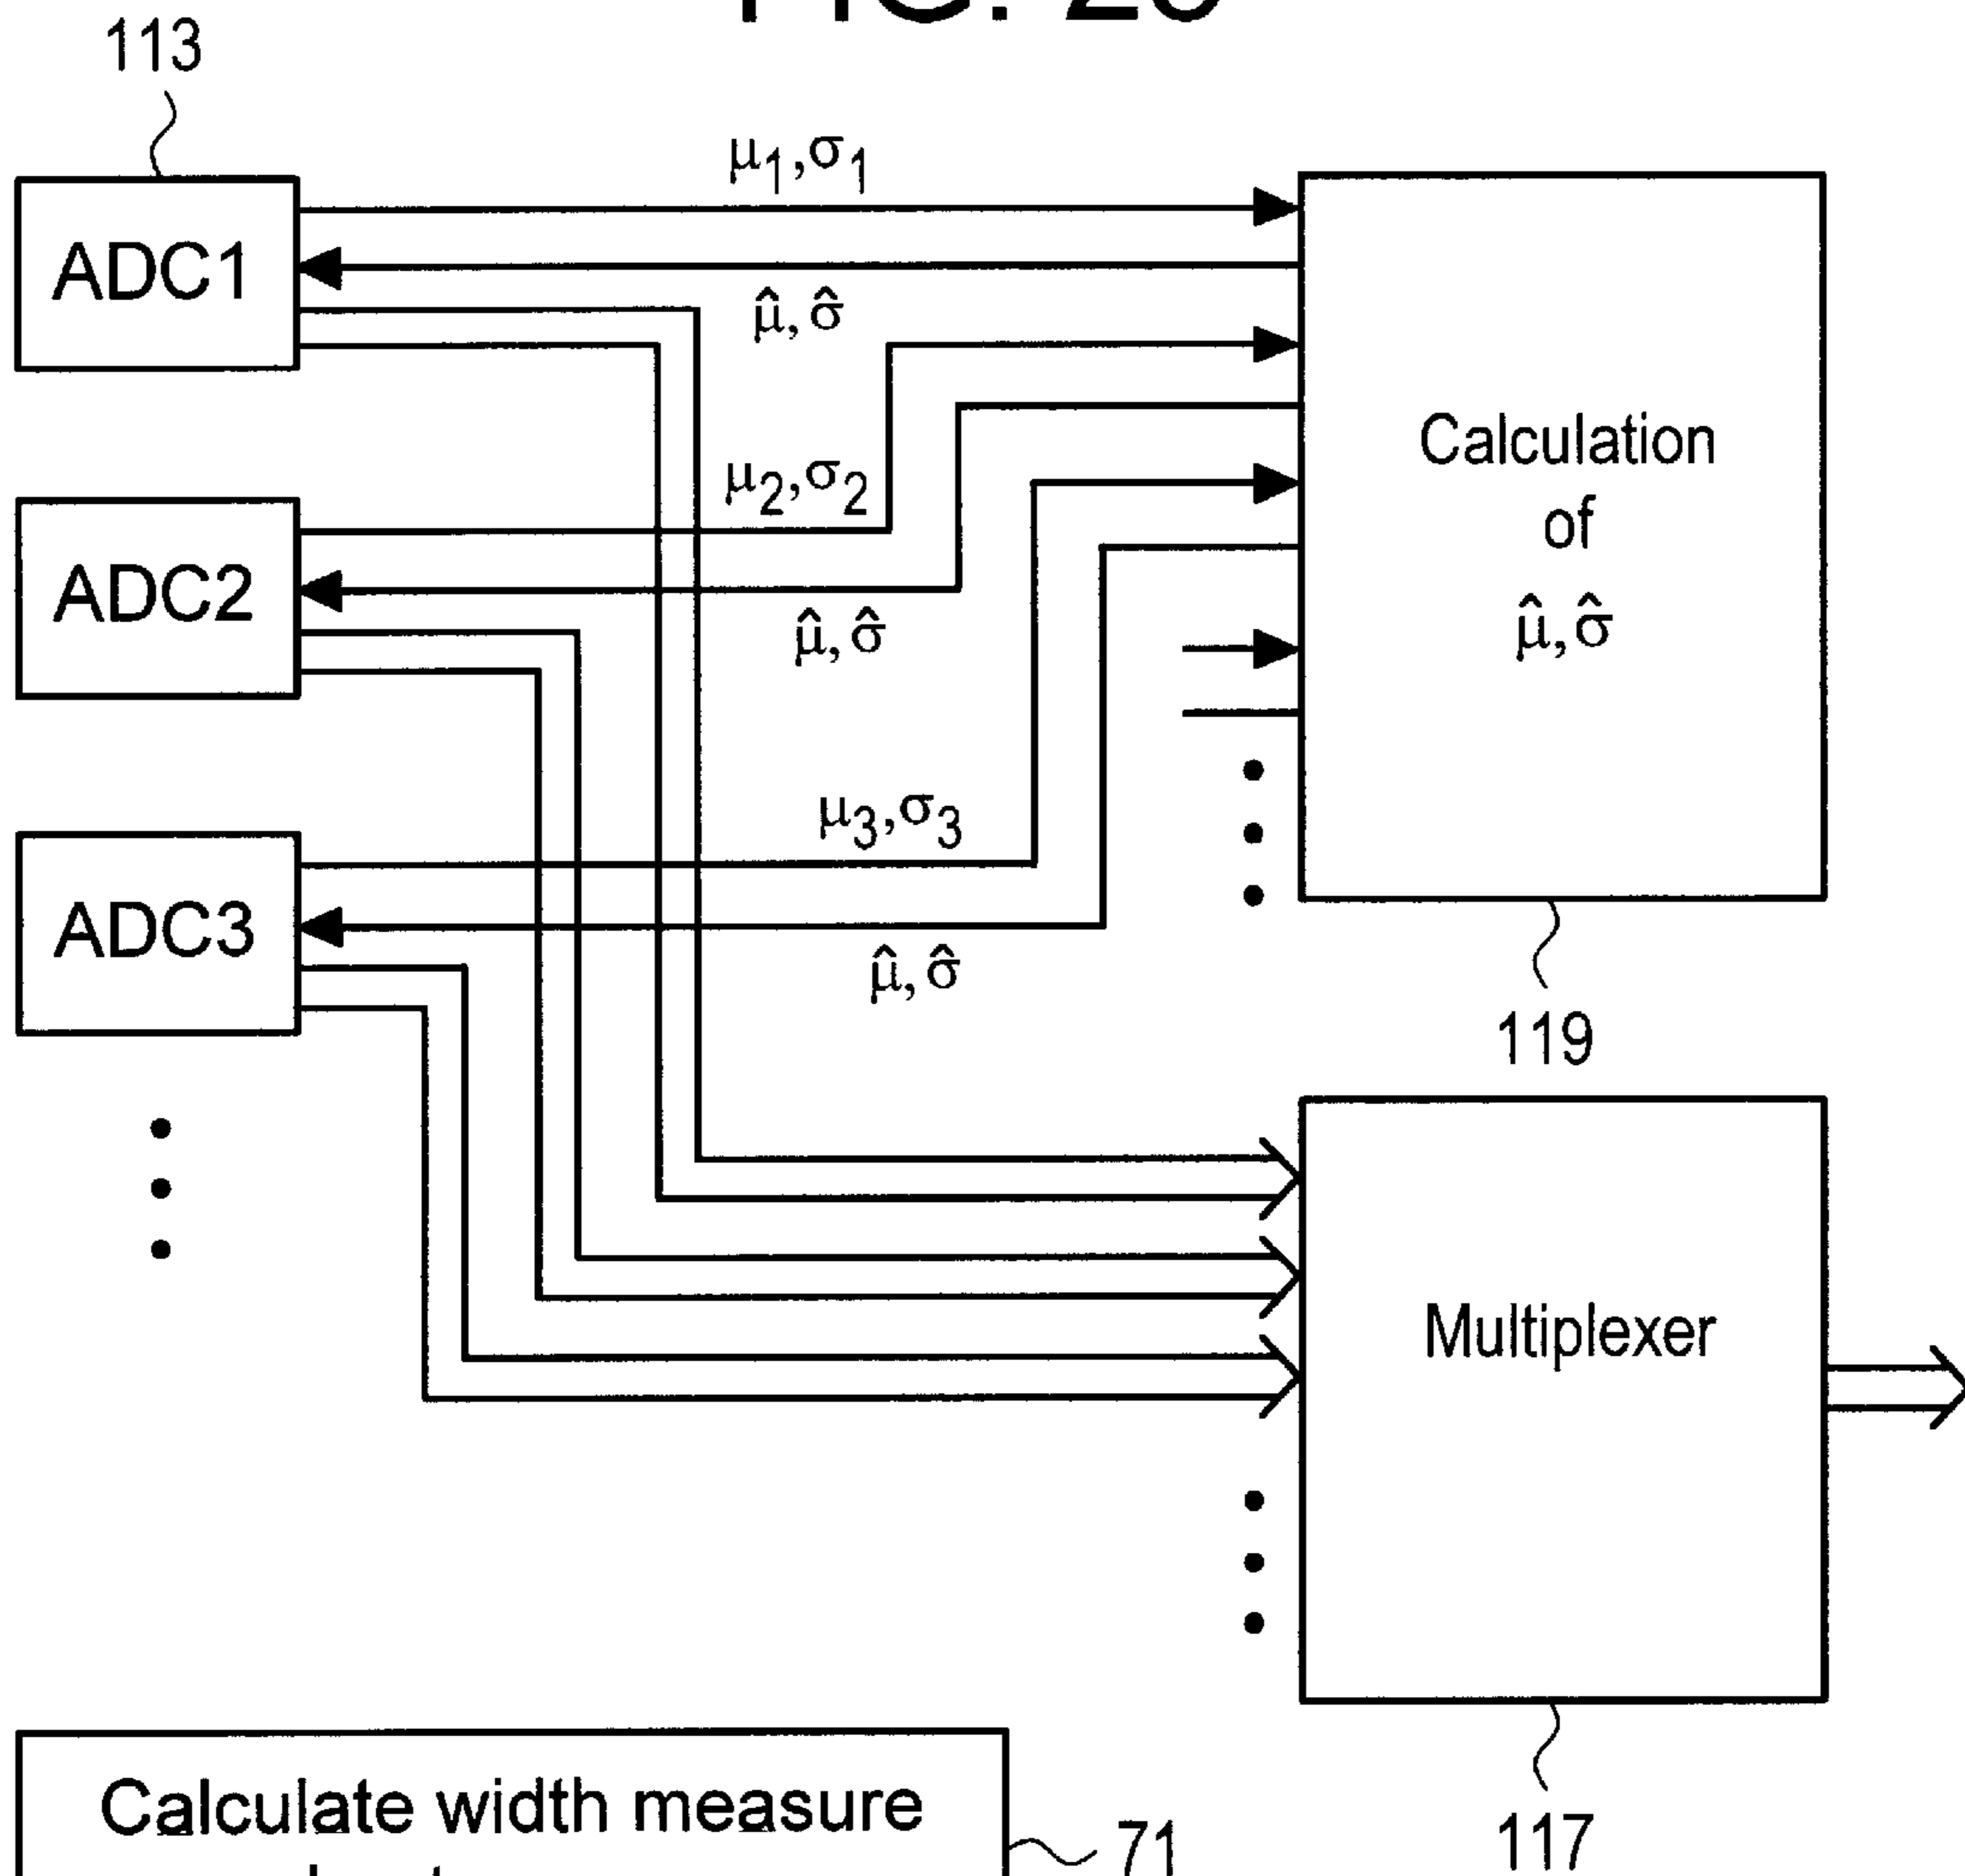 113
μ1,σ1
ADC1
μ̂,σ̂
μ2,σ2
Calculation
of
μ̂,σ̂
ADC2
μ̂,σ̂
μ3,σ3
ADC3
μ̂,σ̂
119
Multiplexer
117
Calculate width measure
71